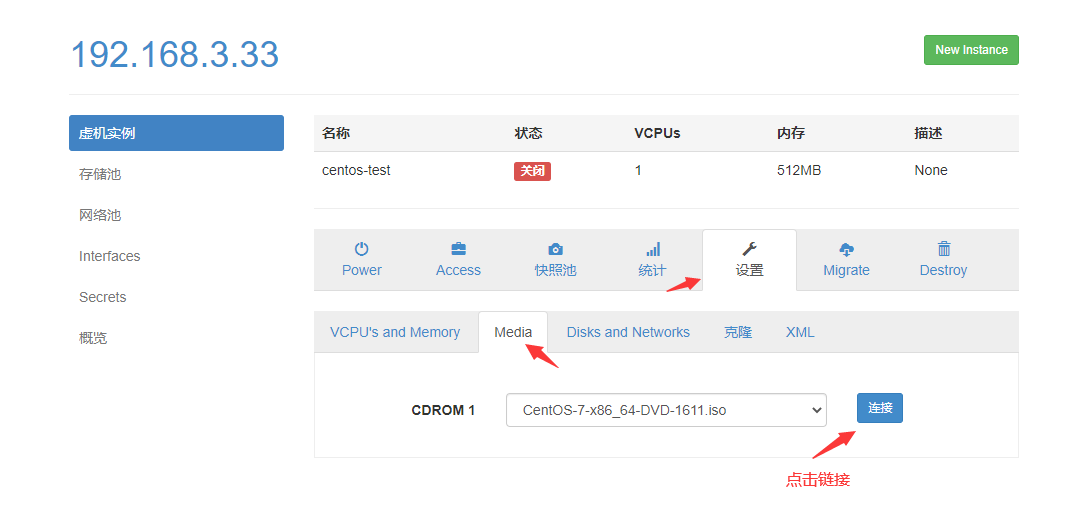 192.168.3.33
New Instance
虚机实例
存储池
网络池
Interfaces
Secrets
概览
名称 状态 VCPUs 内存 描述
centos-test 关闭 1 512MB None
Power Access 快照池 统计 设置 Migrate Destroy
VCPU's and Memory Media Disks and Networks 克隆 XML
CDROM 1 CentOS-7-x86_64-DVD-1611.iso 连接
点击链接